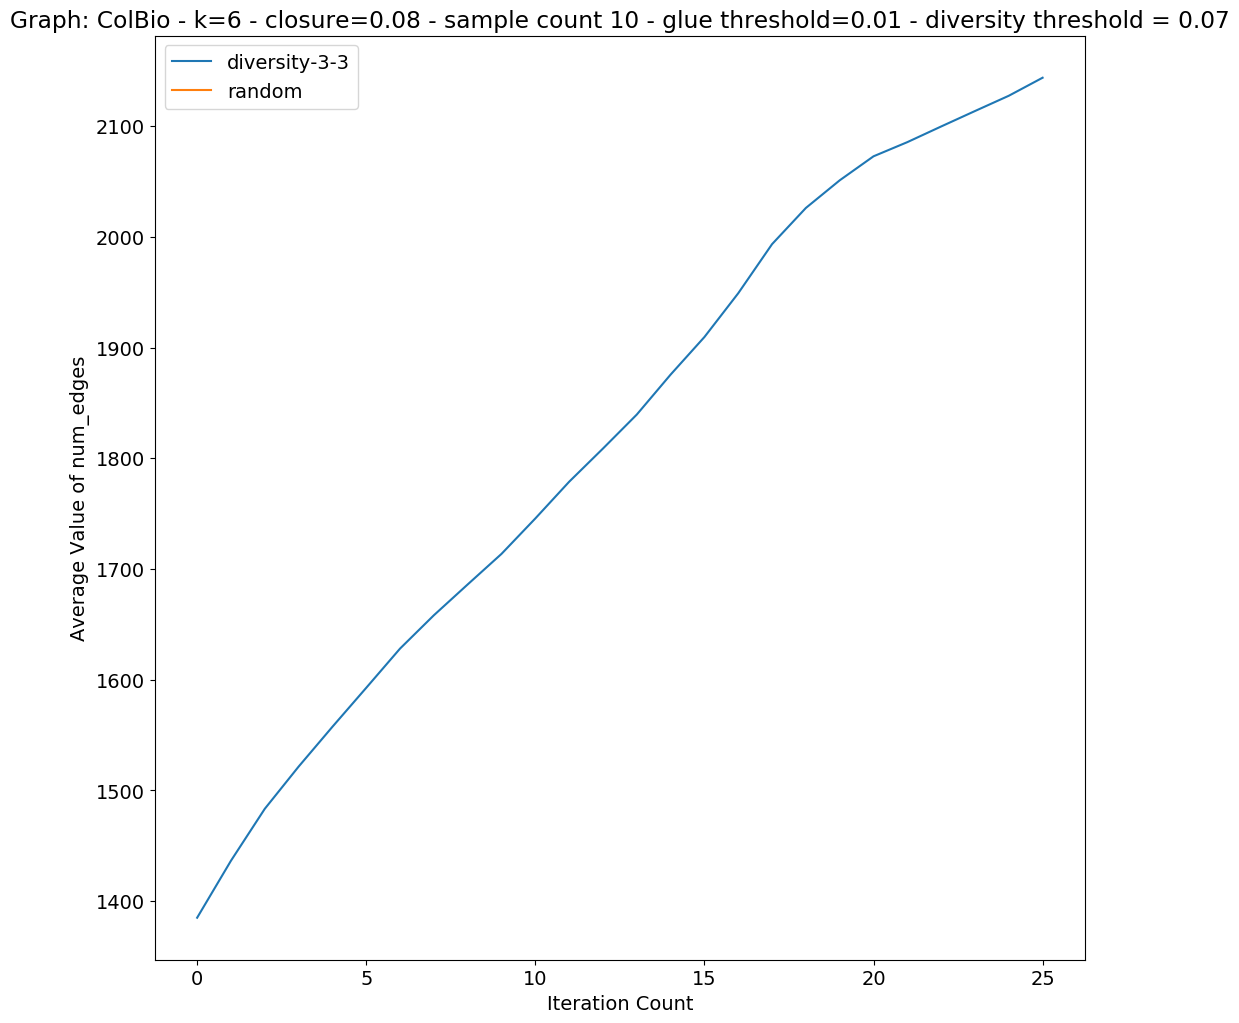 Graph: ColBio - k=6 - closure=0.08 - sample count 10 - glue threshold=0.01 - diversity threshold = 0.07
diversity-3-3
random
2100
2000
1900
1800
1700
1600
1500
1400
Average Value of num_edges
0 5 10 15 20 25
Iteration Count